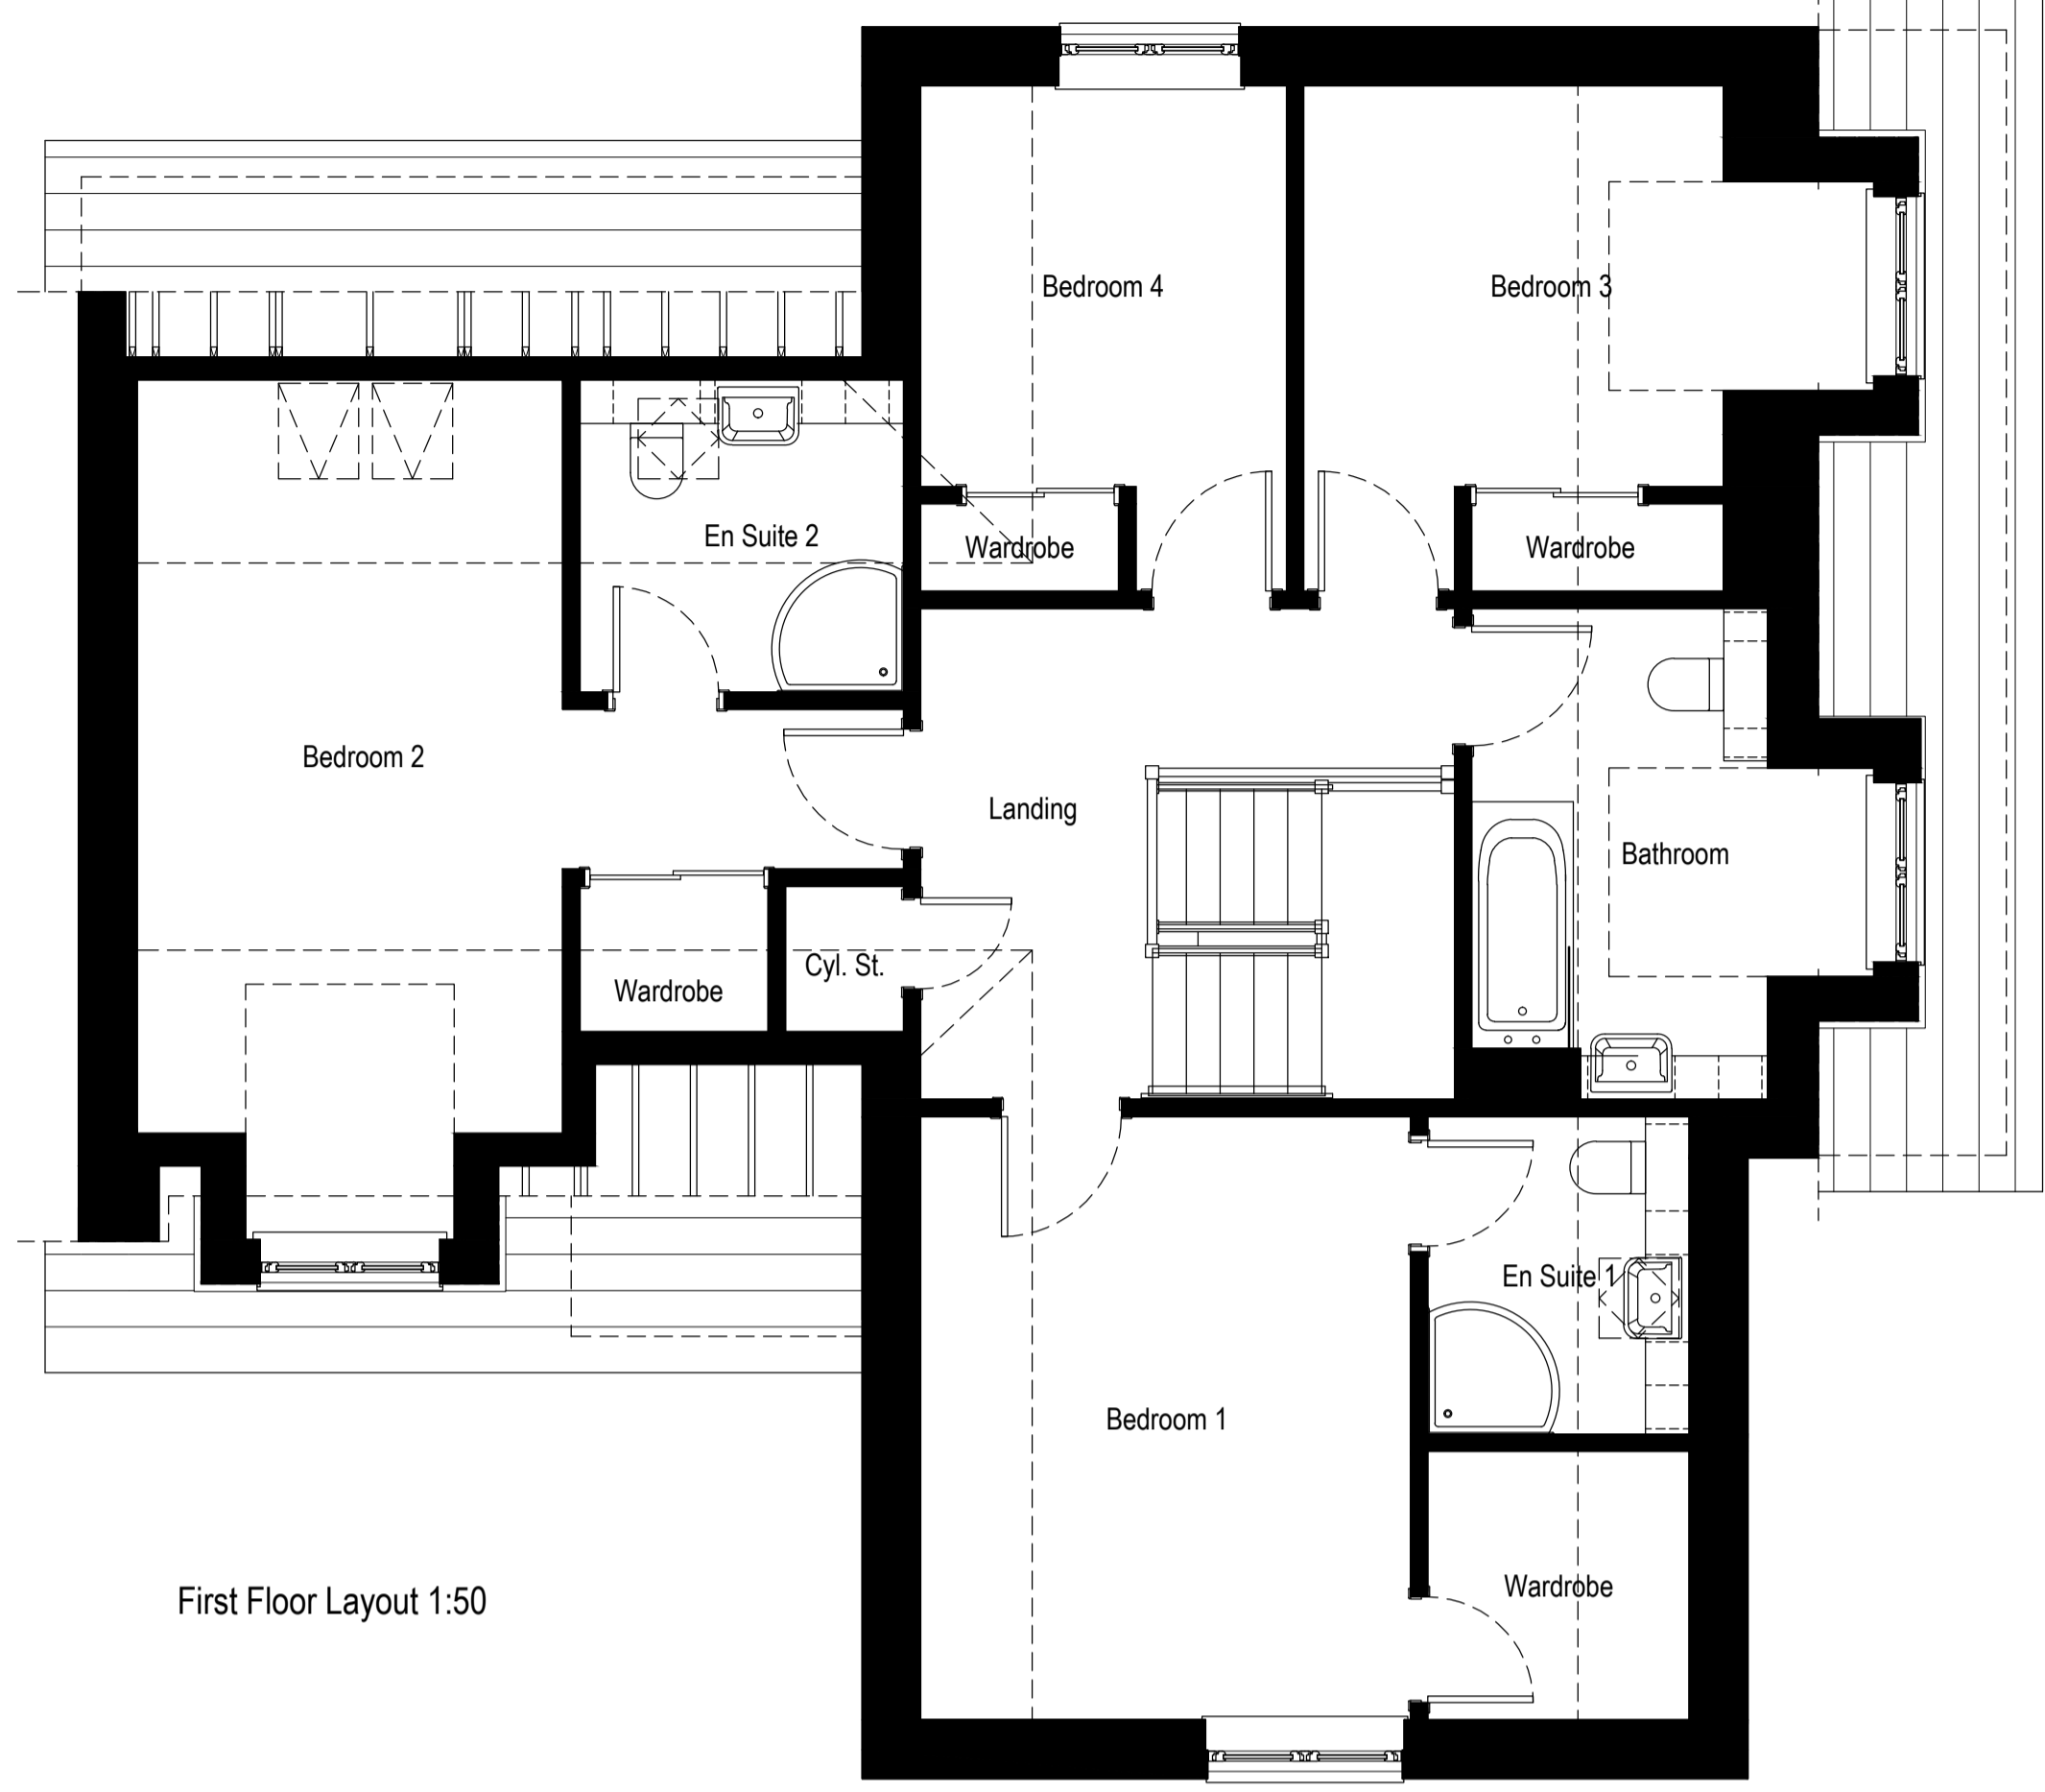 Bedroom 4
Bedroom 3
En Suite 2
Wardrobe
Wardrobe
Bedroom 2
Landing
Bathroom
Cyl. St.
Wardrobe
En Suite 1
Bedroom 1
Wardrobe
First Floor Layout 1:50